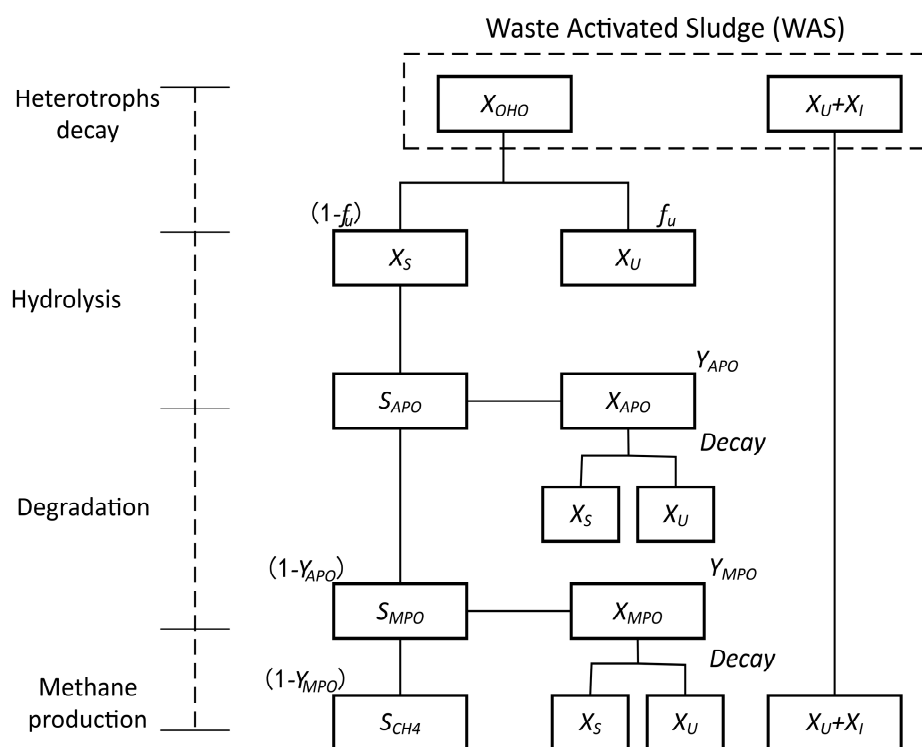 Waste Activated Sludge (WAS)
Heterotrophs
decay
X_OHO
X_U+X_I
(1-f_u)
f_u
X_S
X_U
Hydrolysis
Y_APO
S_APO
X_APO
Decay
Degradation
X_S
X_U
(1-Y_APO)
Y_MPO
S_MPO
X_MPO
Decay
(1-Y_MPO)
Methane
production
S_CH4
X_S
X_U
X_U+X_I